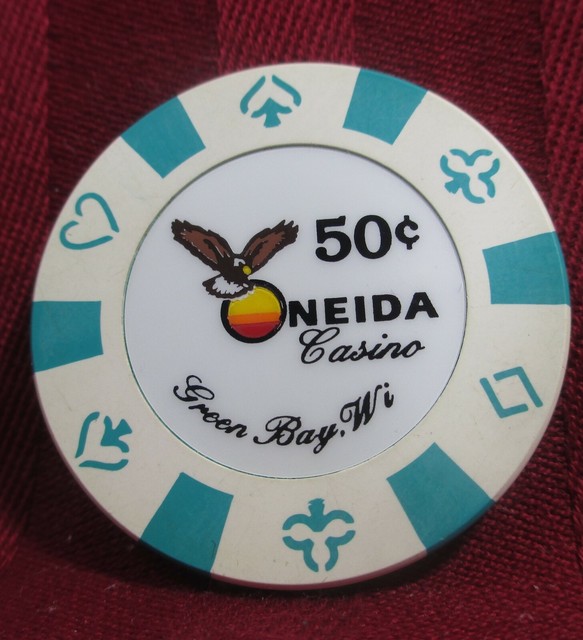 50¢
ONEIDA
Casino
Green Bay, Wi